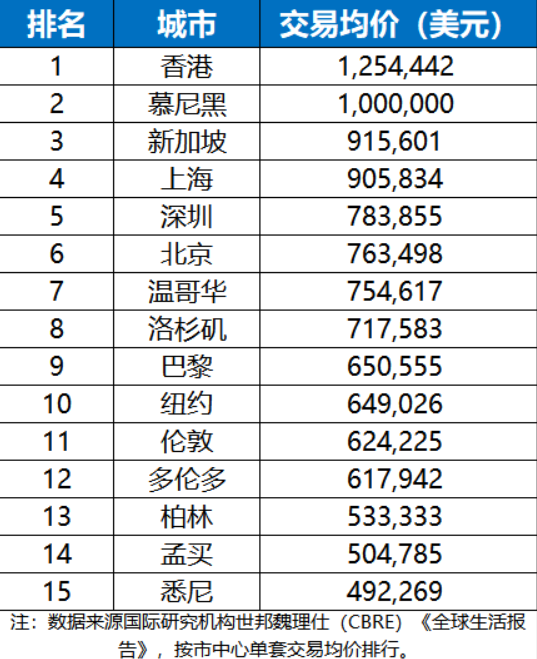 排名 城市 交易均价（美元）
1 香港 1,254,442
2 慕尼黑 1,000,000
3 新加坡 915,601
4 上海 905,834
5 深圳 783,855
6 北京 763,498
7 温哥华 754,617
8 洛杉矶 717,583
9 巴黎 650,555
10 纽约 649,026
11 伦敦 624,225
12 多伦多 617,942
13 柏林 533,333
14 孟买 504,785
15 悉尼 492,269
注：数据来源国际研究机构世邦魏理仕（CBRE）《全球生活报
告》，按市中心单套交易均价排行。